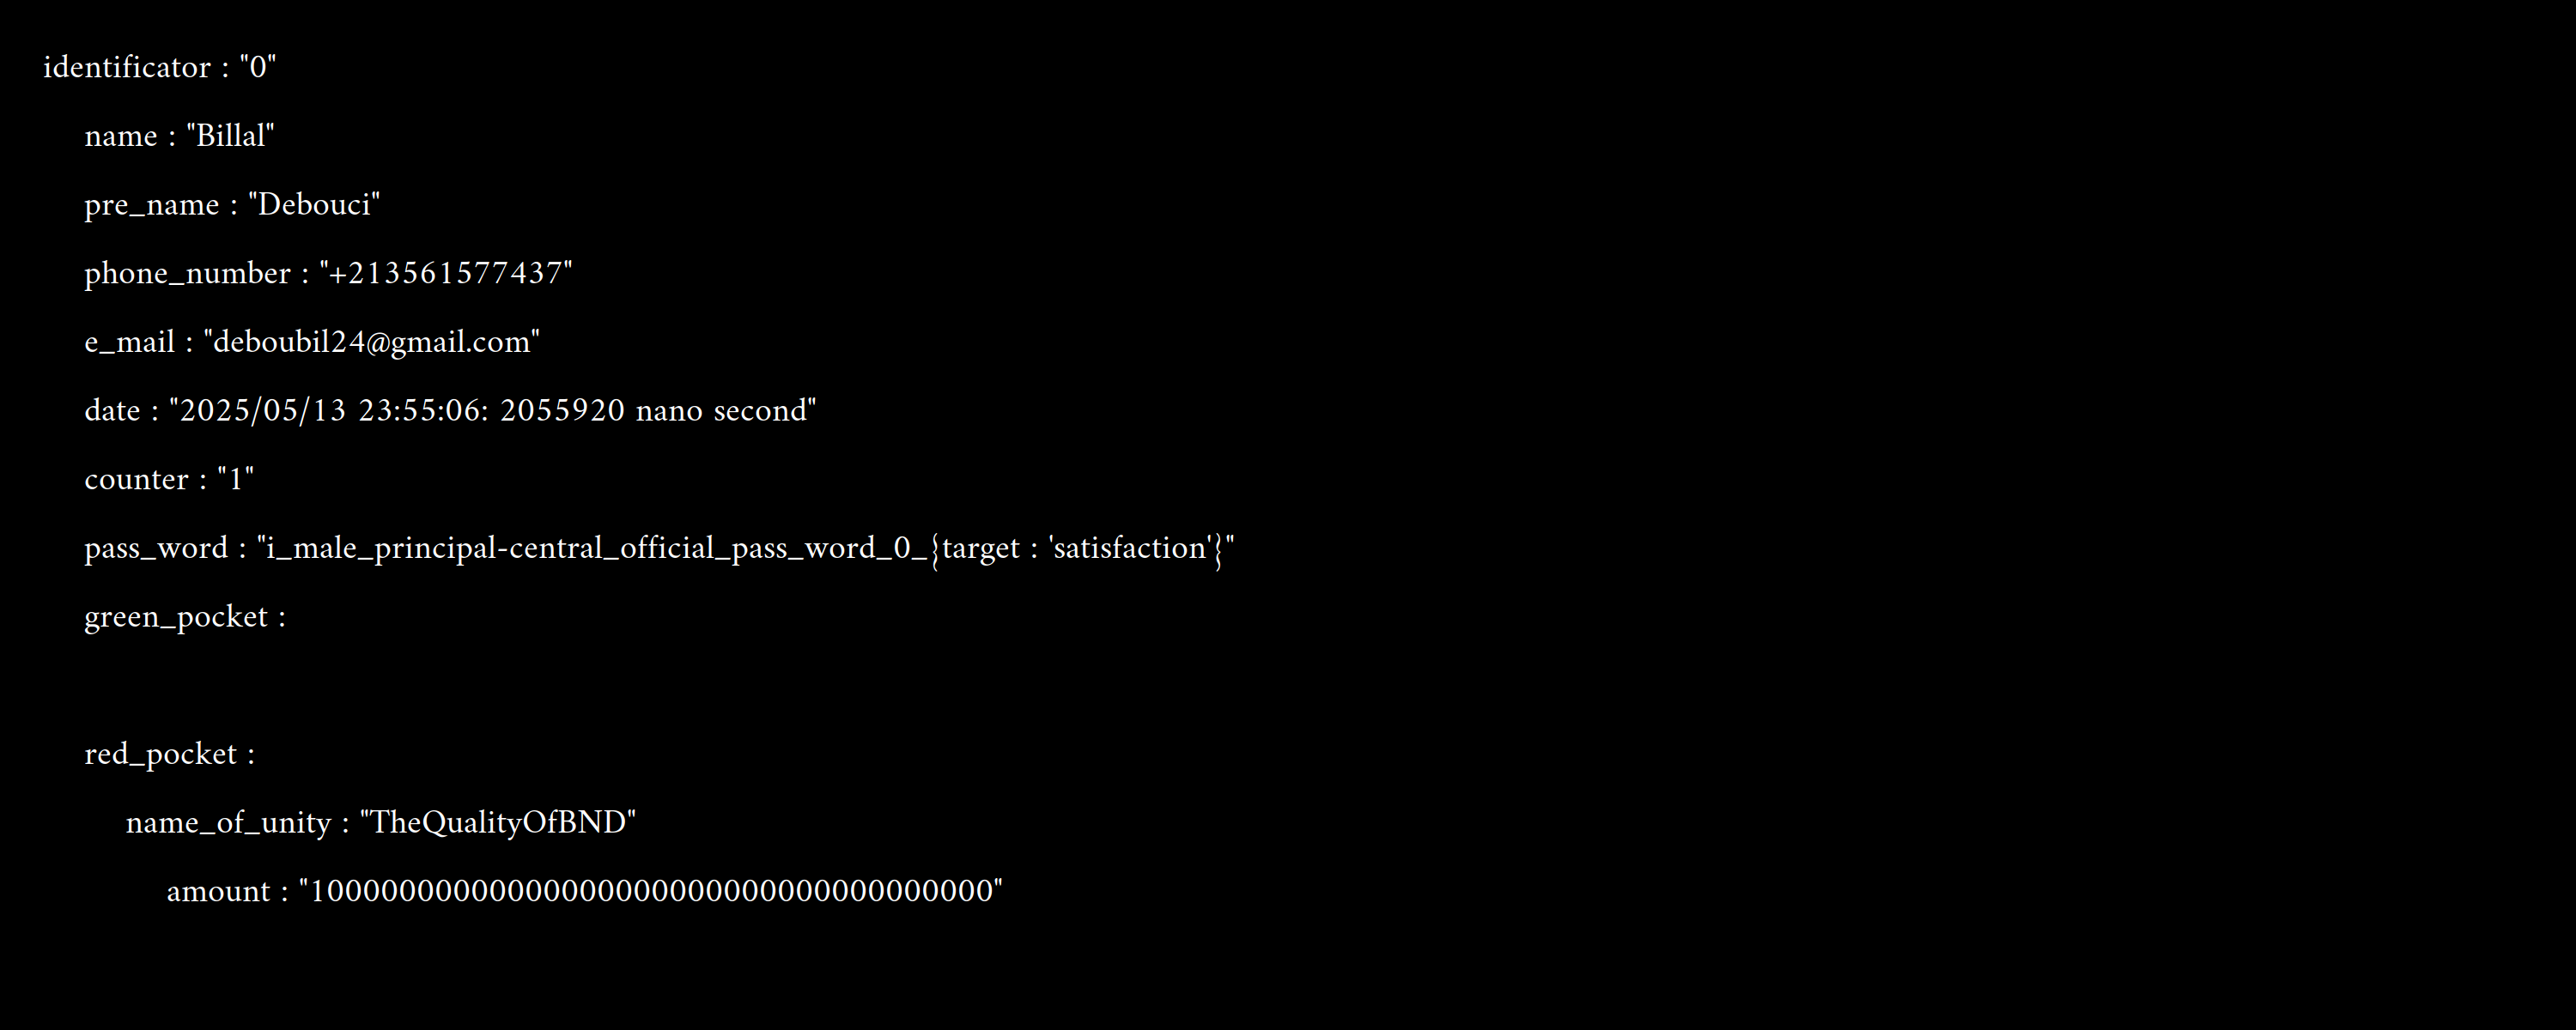 identificator : "0"
name : "Billal"
pre_name : "Debouci"
phone_number : "+213561577437"
e_mail : "deboubil24@gmail.com"
date : "2025/05/13 23:55:06: 2055920 nano second"
counter : "1"
pass_word : "i_male_principal-central_official_pass_word_0_{target : 'satisfaction'}"
green_pocket :
red_pocket :
name_of_unity : "TheQualityOfBND"
amount : "10000000000000000000000000000000000000"